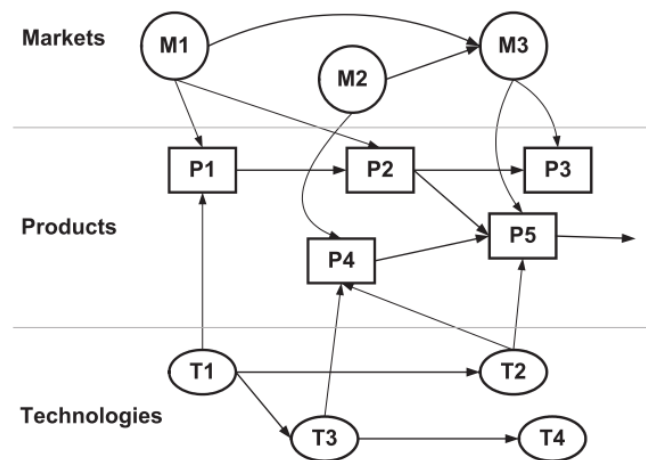 Markets
M1
M2
M3
P1
P2
P3
Products
P4
P5
T1
T2
Technologies
T3
T4